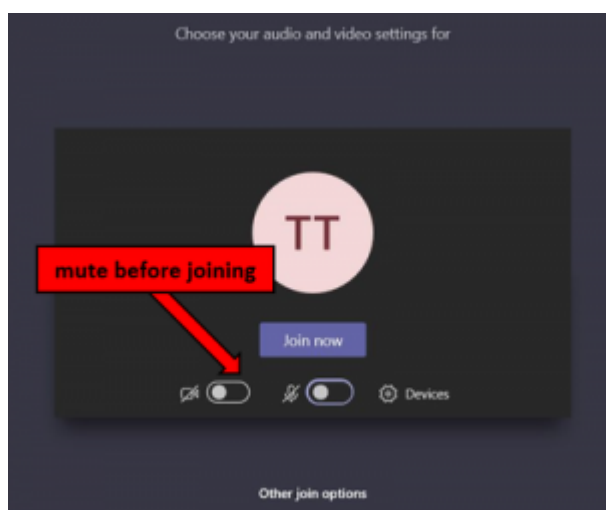 Choose your audio and video settings for
TT
mute before joining
Join now
Devices
Other join options